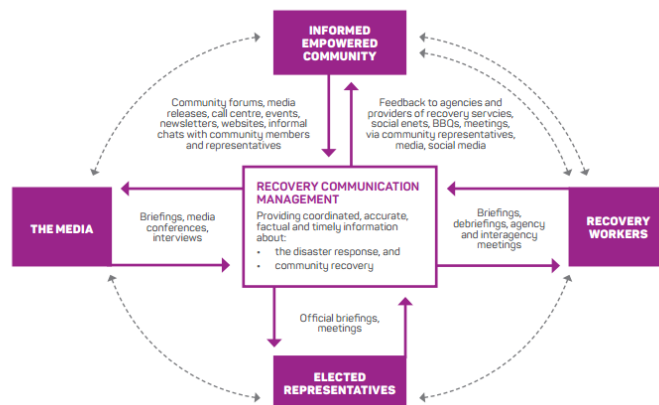 INFORMED
EMPOWERED
COMMUNITY
Community forums, media
releases, call centre, events,
newsletters, websites, informal
chats with community members
and representatives
Feedback to agencies and
providers of recovery servcies,
social enets, BBQs, meetings,
via community representatives,
media, social media
THE MEDIA
Briefings, media
conferences,
interviews
RECOVERY COMMUNICATION
MANAGEMENT
Providing coordinated, accurate,
factual and timely information
about:
• the disaster response, and
• community recovery
Briefings,
debriefings, agency
and interagency
meetings
RECOVERY
WORKERS
Official briefings,
meetings
ELECTED
REPRESENTATIVES